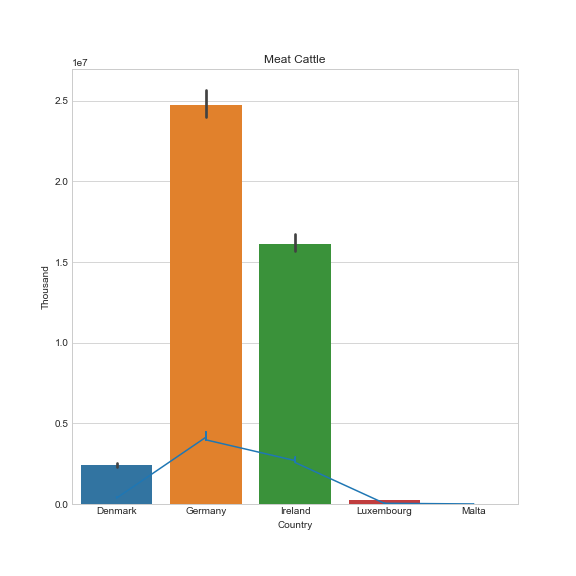 Meat Cattle
1e7
2.5
2.0
1.5
1.0
0.5
0.0
Thousand
Denmark Germany Ireland Luxembourg Malta
Country